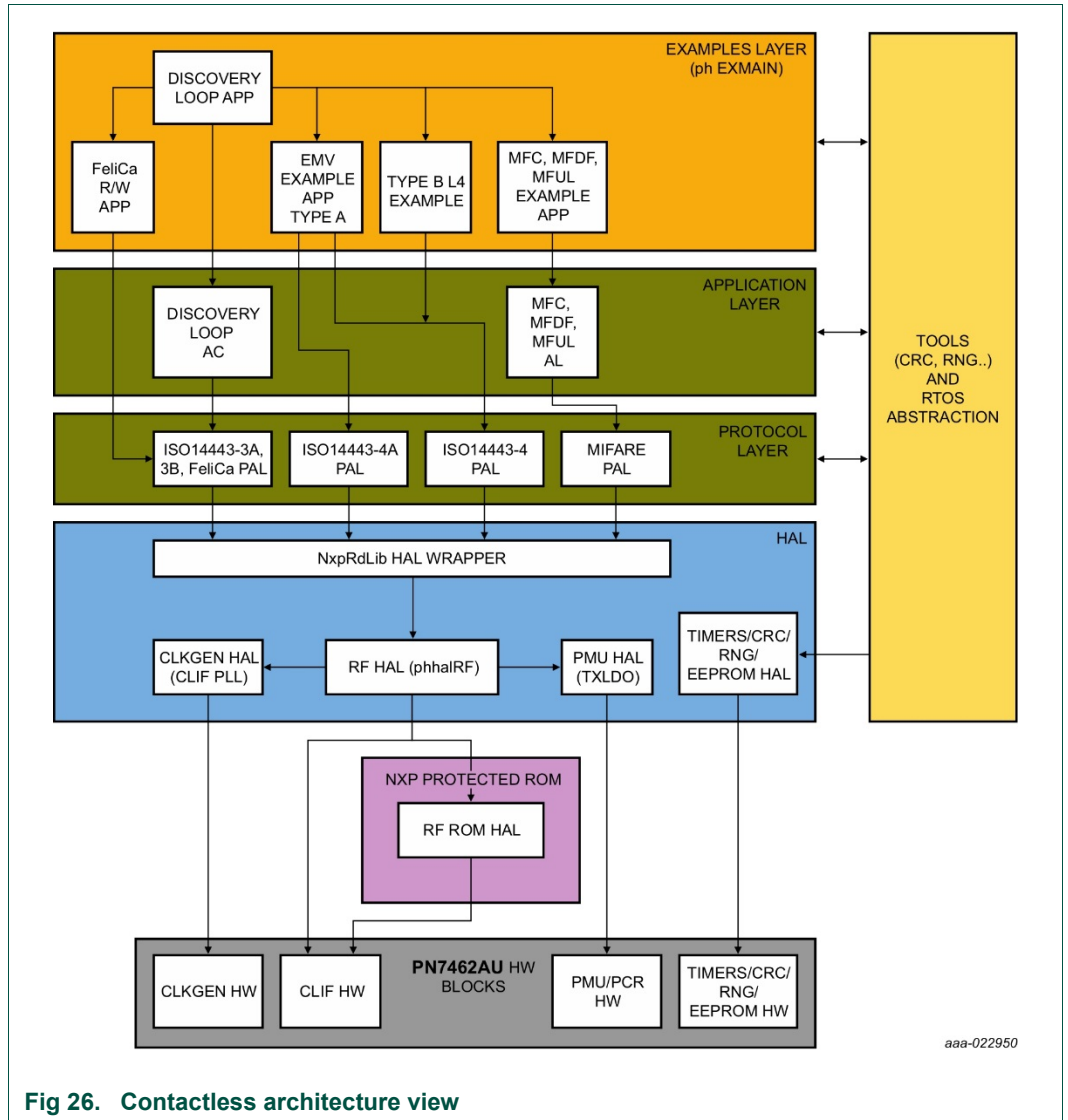 EXAMPLES LAYER
(ph EXMAIN)
DISCOVERY
LOOP APP
FeliCa
R/W
APP
EMV
EXAMPLE
APP
TYPE A
TYPE B L4
EXAMPLE
MFC, MFDF,
MFUL
EXAMPLE
APP
APPLICATION
LAYER
DISCOVERY
LOOP
AC
MFC,
MFDF,
MFUL
AL
TOOLS
(CRC, RNG..)
AND
RTOS
ABSTRACTION
PROTOCOL
LAYER
ISO14443-3A,
3B, FeliCa PAL
ISO14443-4A
PAL
ISO14443-4
PAL
MIFARE
PAL
HAL
NxpRdLib HAL WRAPPER
CLKGEN HAL
(CLIF PLL)
RF HAL (phhalRF)
PMU HAL
(TXLDO)
TIMERS/CRC/
RNG/
EEPROM HAL
NXP PROTECTED ROM
RF ROM HAL
PN7462AU HW
BLOCKS
CLKGEN HW
CLIF HW
PMU/PCR
HW
TIMERS/CRC/
RNG/
EEPROM HW
aaa-022950
Fig 26. Contactless architecture view